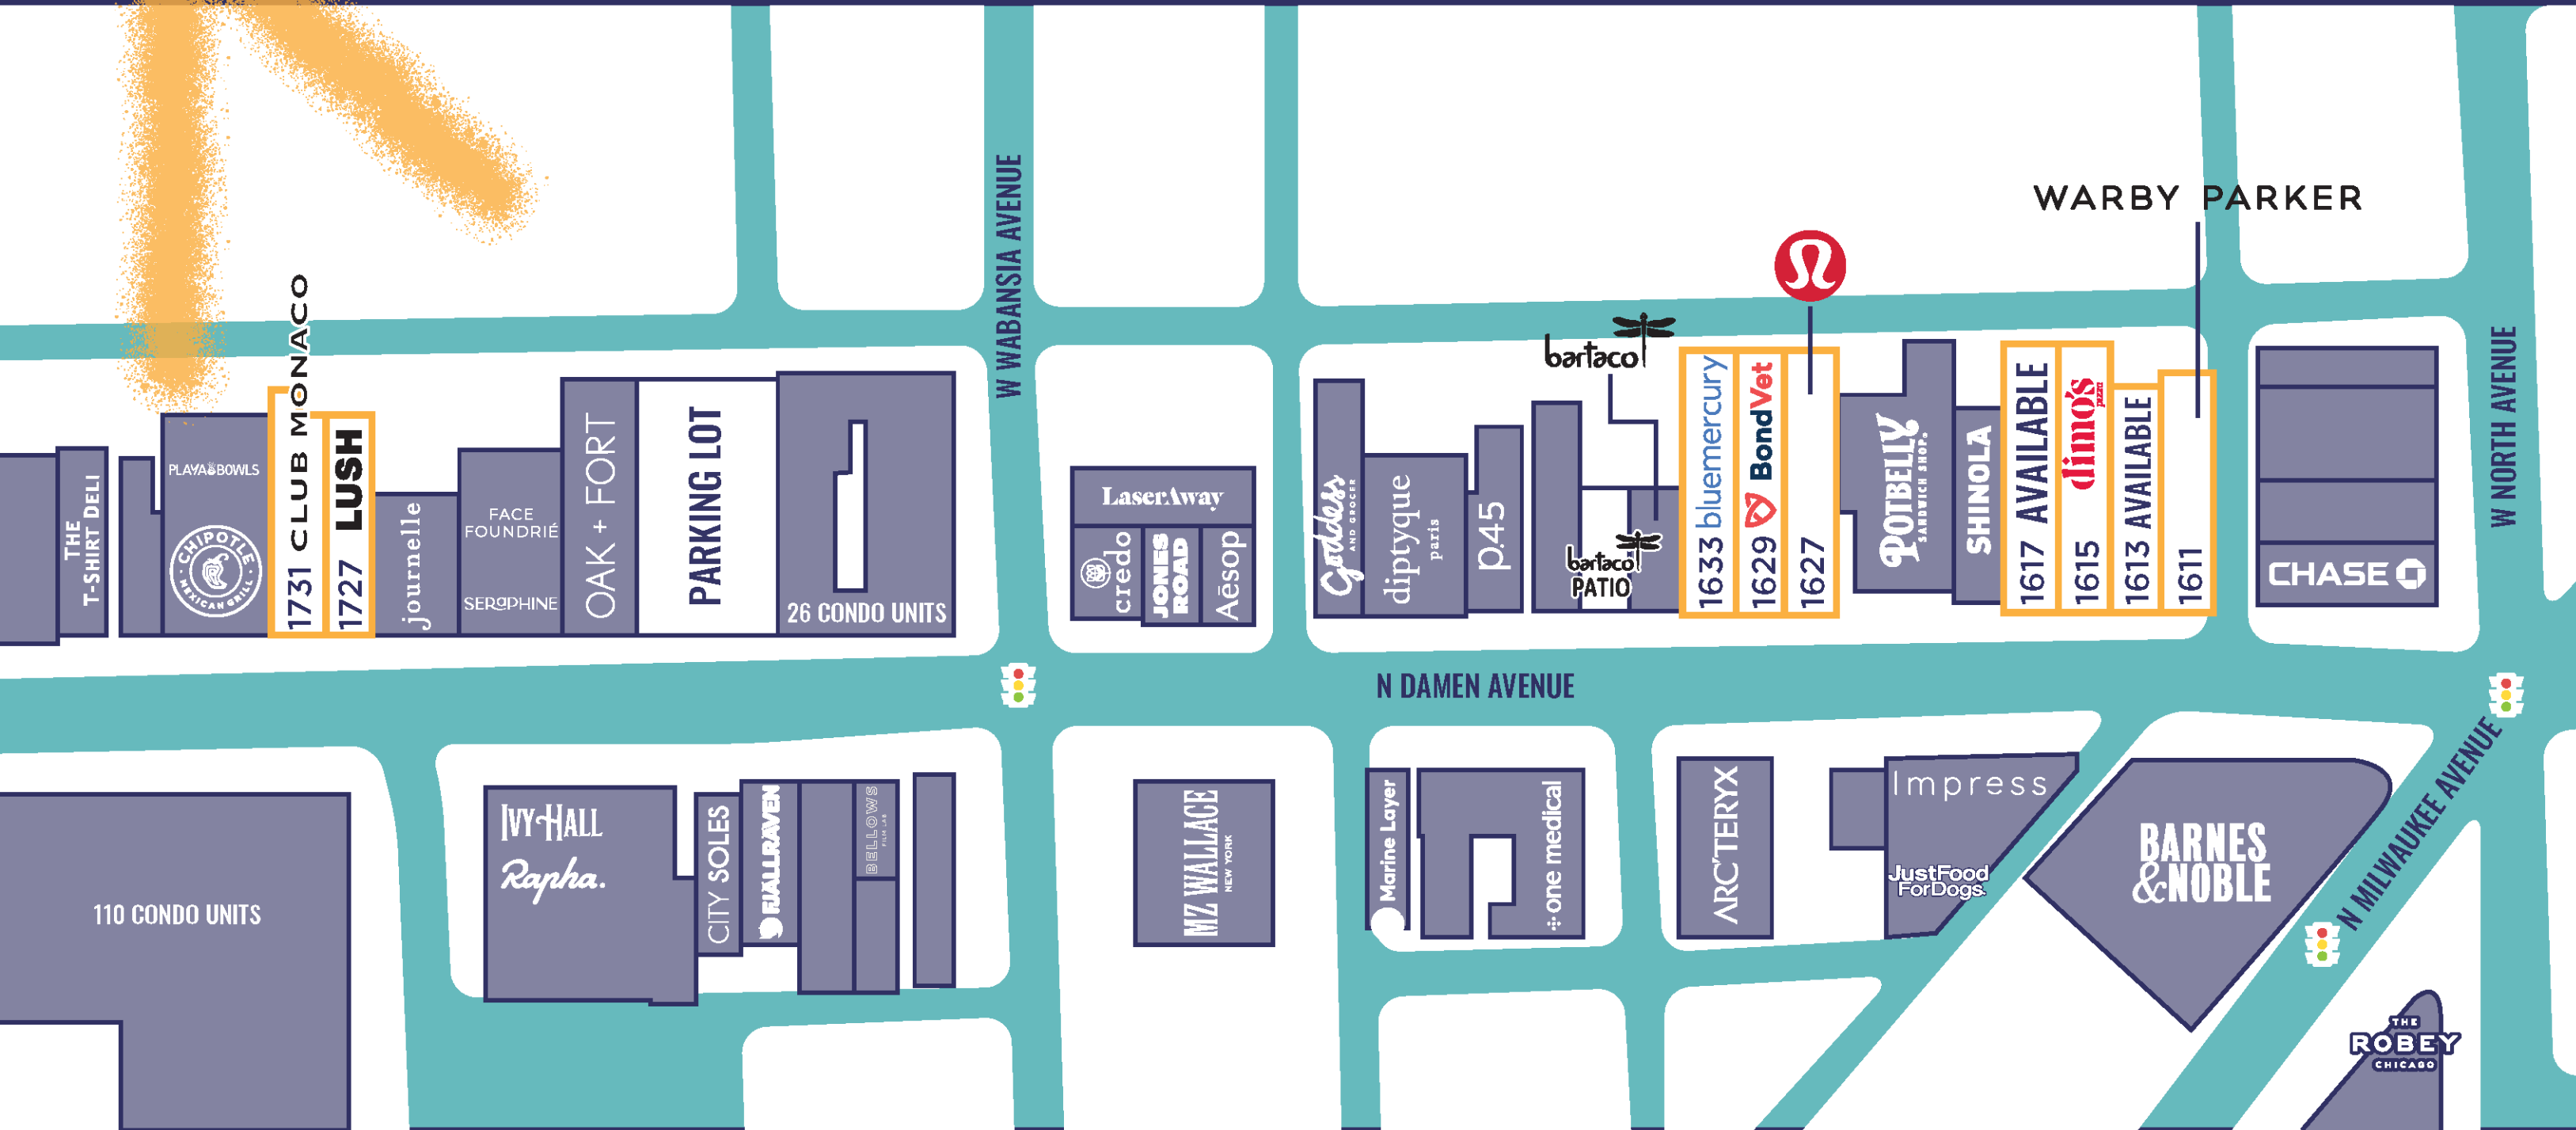 WARBY PARKER
W WABANSIA AVENUE
W NORTH AVENUE
bartaco
THE
T-SHIRT DELI
PLAYA BOWLS
CHIPOTLE
MEXICAN GRILL
1731 CLUB MONACO
1727 LUSH
journelle
FACE
FOUNDRIÉ
SERAPHINE
OAK + FORT
PARKING LOT
26 CONDO UNITS
LaserAway
credo
JONES
ROAD
Aēsop
Goddess
AND GROCER
diptyque
paris
p.45
bartaco
PATIO
1633 bluemercury
1629 BondVet
1627
POTBELLY
SANDWICH SHOP
SHINOLA
1617 AVAILABLE
1615 dimo's
pizza
1613 AVAILABLE
1611
CHASE
N DAMEN AVENUE
110 CONDO UNITS
IVY HALL
Rapha.
CITY SOLES
FJÄLLRÄVEN
BELLOWS
FILM LAB
MZ WALLACE
NEW YORK
Marine Layer
one medical
ARC'TERYX
Impress
JustFood
ForDogs
BARNES
&NOBLE
N MILWAUKEE AVENUE
THE
ROBEY
CHICAGO